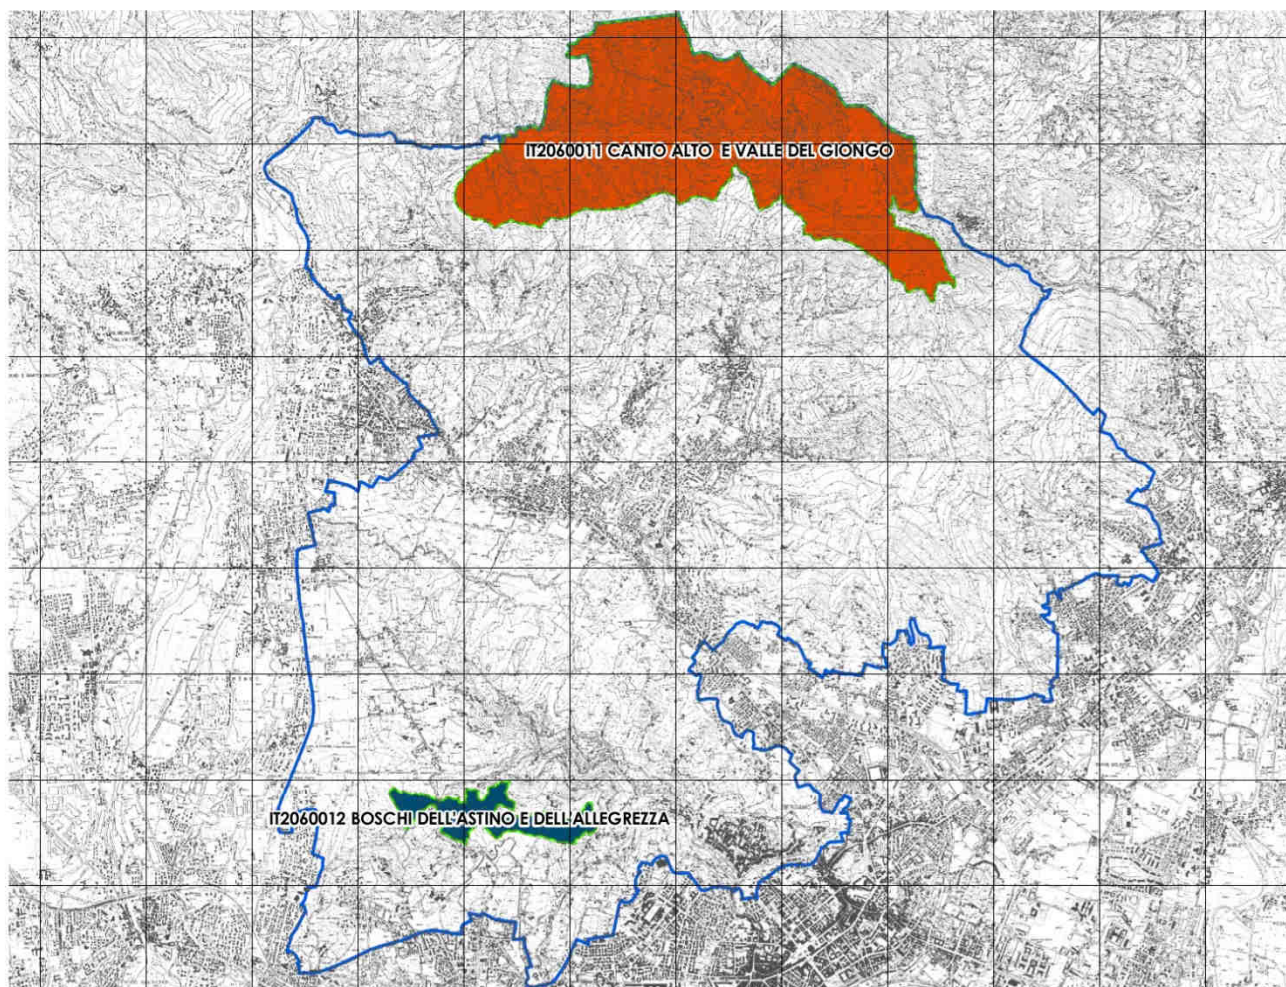 IT2060011 CANTO ALTO E VALLE DEL GIONGO
IT2060012 BOSCHI DELL'ASTINO E DELL'ALLEGREZZA